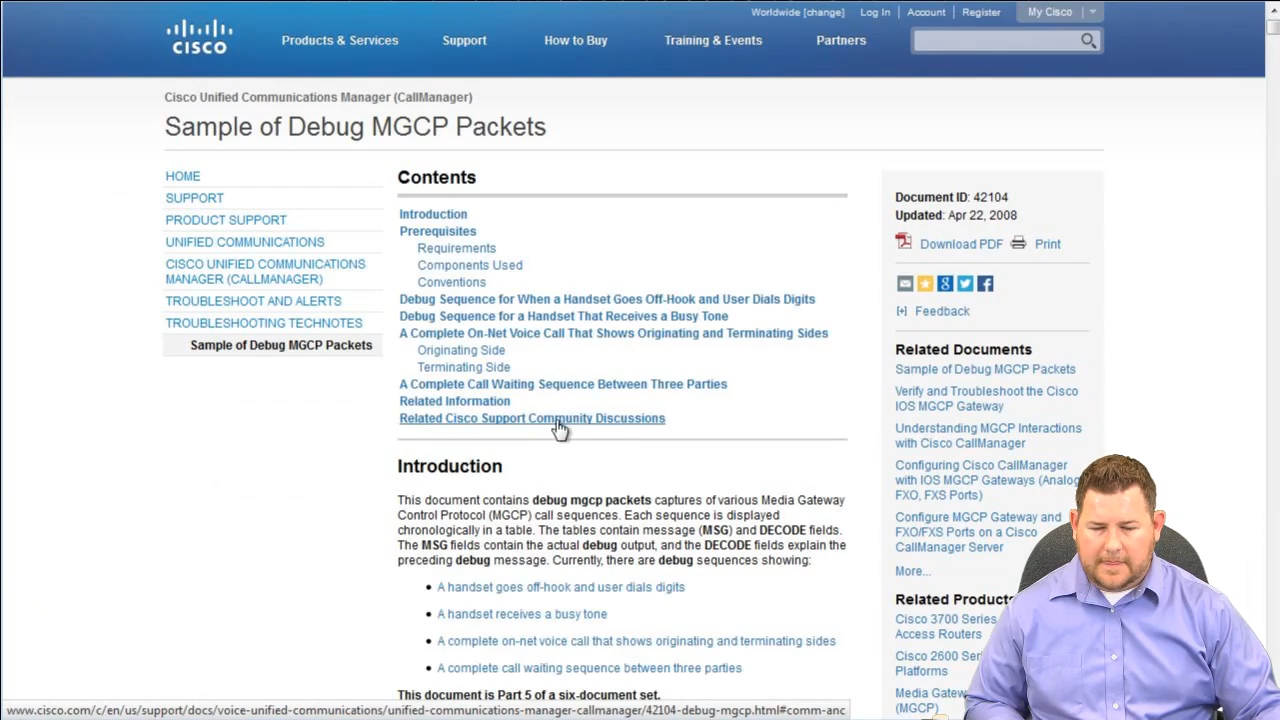 Worldwide [change] Log In Account Register My Cisco
CISCO Products & Services Support How to Buy Training & Events Partners
Cisco Unified Communications Manager (CallManager)
Sample of Debug MGCP Packets
HOME
SUPPORT
PRODUCT SUPPORT
UNIFIED COMMUNICATIONS
CISCO UNIFIED COMMUNICATIONS
MANAGER (CALLMANAGER)
TROUBLESHOOT AND ALERTS
TROUBLESHOOTING TECHNOTES
Sample of Debug MGCP Packets
Contents
Introduction
Prerequisites
Requirements
Components Used
Conventions
Debug Sequence for When a Handset Goes Off-Hook and User Dials Digits
Debug Sequence for a Handset That Receives a Busy Tone
A Complete On-Net Voice Call That Shows Originating and Terminating Sides
Originating Side
Terminating Side
A Complete Call Waiting Sequence Between Three Parties
Related Information
Related Cisco Support Community Discussions
Introduction
This document contains debug mgcp packets captures of various Media Gateway
Control Protocol (MGCP) call sequences. Each sequence is displayed
chronologically in a table. The tables contain message (MSG) and DECODE fields.
The MSG fields contain the actual debug output, and the DECODE fields explain the
preceding debug message. Currently, there are debug sequences showing:
• A handset goes off-hook and user dials digits
• A handset receives a busy tone
• A complete on-net voice call that shows originating and terminating sides
• A complete call waiting sequence between three parties
This document is Part 5 of a six-document set.
Document ID: 42104
Updated: Apr 22, 2008
Download PDF Print
[+] Feedback
Related Documents
Sample of Debug MGCP Packets
Verify and Troubleshoot the Cisco
IOS MGCP Gateway
Understanding MGCP Interactions
with Cisco CallManager
Configuring Cisco CallManager
with IOS MGCP Gateways (Analog
FXO, FXS Ports)
Configure MGCP Gateway and
FXO/FXS Ports on a Cisco
CallManager Server
More...
Related Products
Cisco 3700 Series
Access Routers
Cisco 2600
Platforms
Media Gateway
(MGCP)
www.cisco.com/c/en/us/support/docs/voice-unified-communications/unified-communications-manager-callmanager/42104-debug-mgcp.html#comm-anc